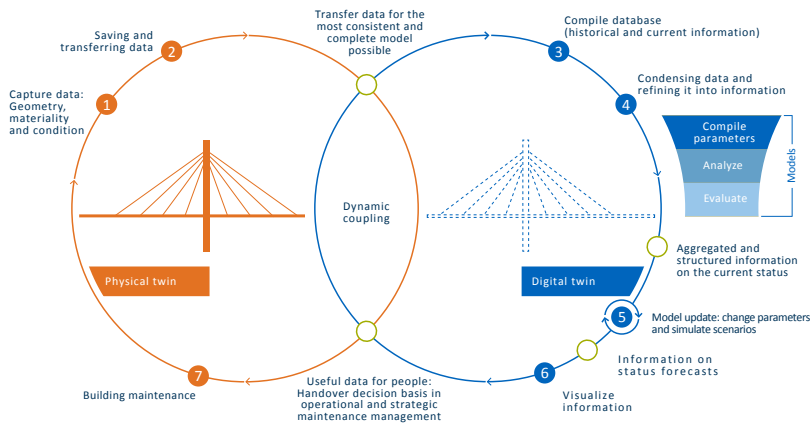 Saving and
transferring data
2
Capture data:
Geometry,
materiality
and condition
1
Transfer data for the
most consistent and
complete model
possible
Compile database
(historical and current information)
3
Condensing data and
refining it into information
4
Compile
parameters
Analyze
Evaluate
Models
Dynamic
coupling
Physical twin
Digital twin
Aggregated and
structured information
on the current status
5
Model update: change parameters
and simulate scenarios
Information on
status forecasts
6
Visualize
information
Useful data for people:
Handover decision basis in
operational and strategic
maintenance management
7
Building maintenance